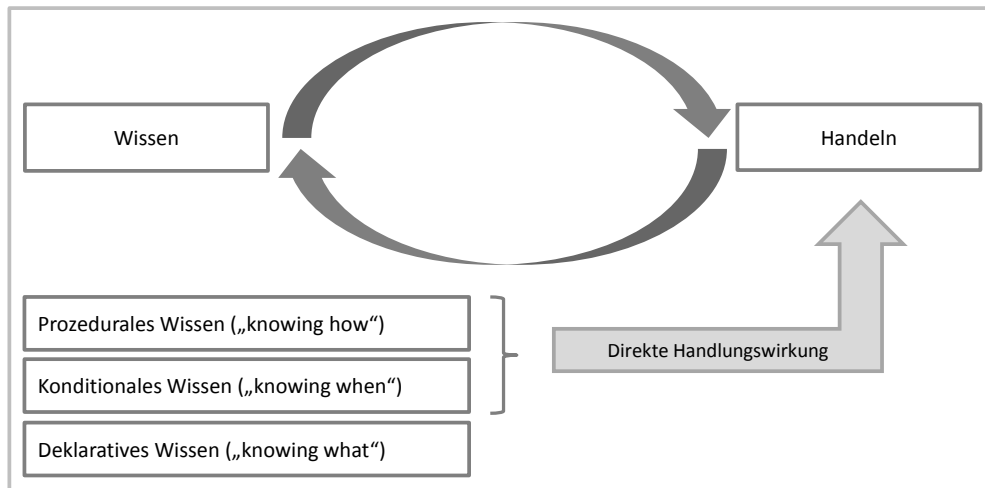 Wissen
Handeln
Prozedurales Wissen („knowing how“)
Direkte Handlungswirkung
Konditionales Wissen („knowing when“)
Deklaratives Wissen („knowing what“)